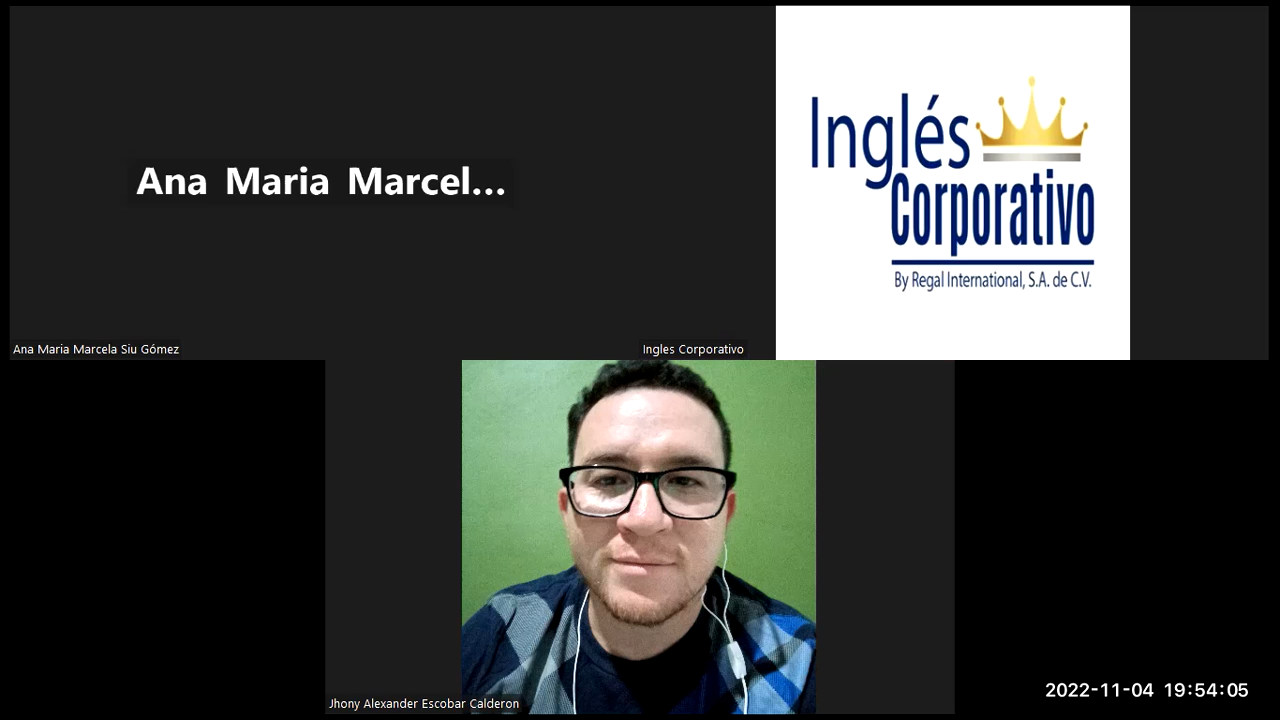 Ana Maria Marcel...
Inglés
Corporativo
By Regal International, S.A. de C.V.
Ana Maria Marcela Siu Gómez
Ingles Corporativo
Jhony Alexander Escobar Calderon
2022-11-04 19:54:05